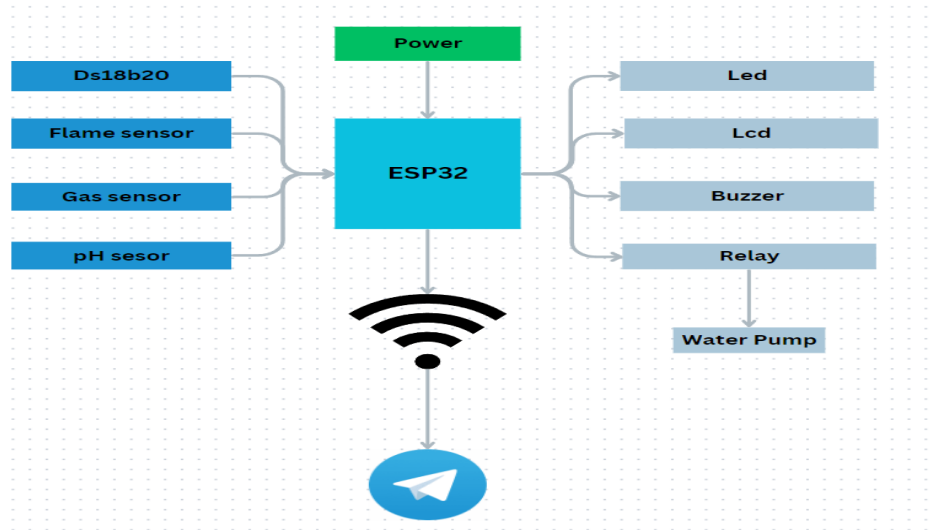 Power
Ds18b20
Flame sensor
Gas sensor
pH sesor
ESP32
Led
Lcd
Buzzer
Relay
Water Pump